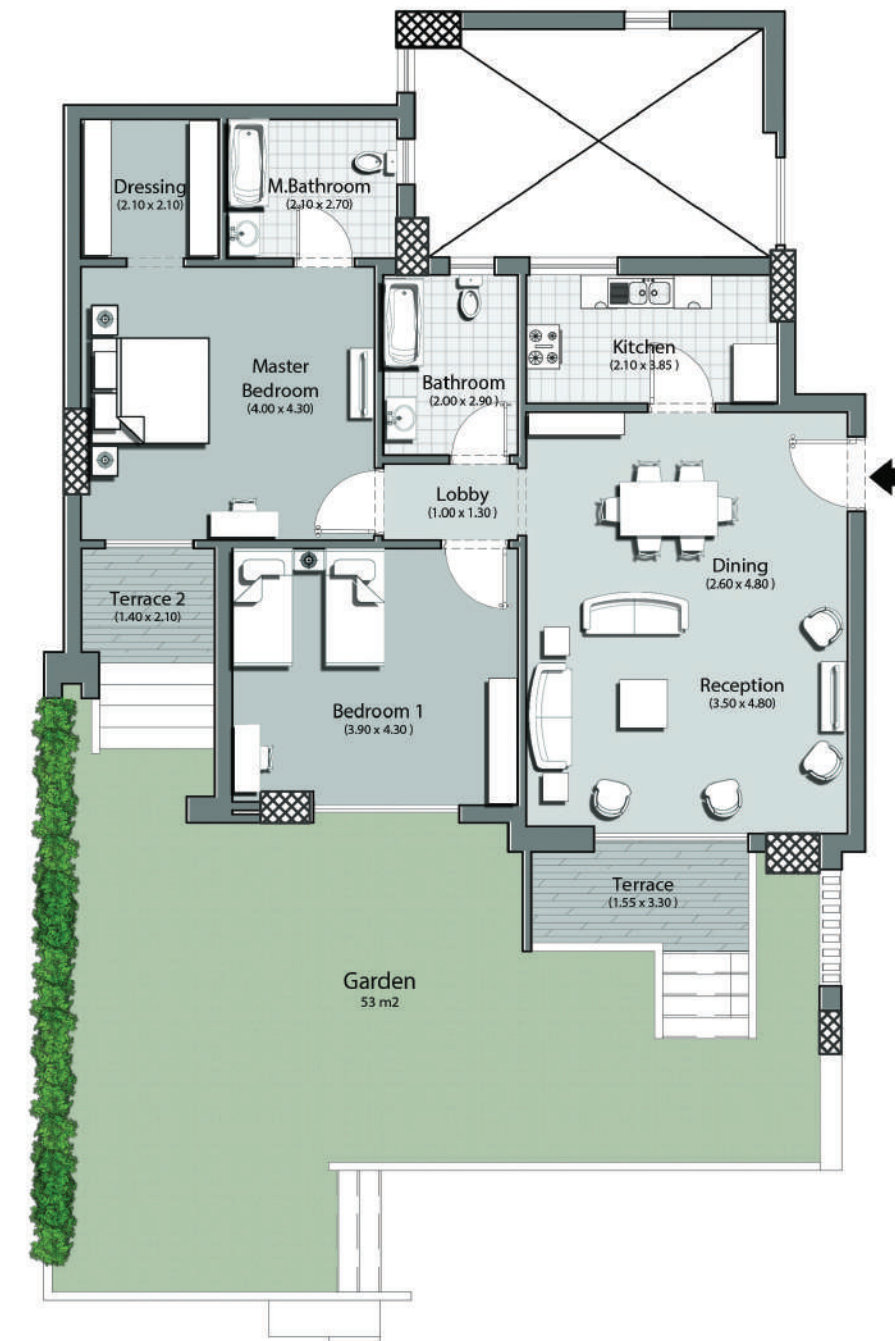 Dressing
(2.10 x 2.10)
M.Bathroom
(2.10 x 2.70)
Master
Bedroom
(4.00 x 4.30)
Bathroom
(2.00 x 2.90 )
Kitchen
(2.10 x 3.85 )
Lobby
(1.00 x 1.30 )
Dining
(2.60 x 4.80 )
Terrace 2
(1.40 x 2.10)
Bedroom 1
(3.90 x 4.30 )
Reception
(3.50 x 4.80)
Terrace
(1.55 x 3.30 )
Garden
53 m2